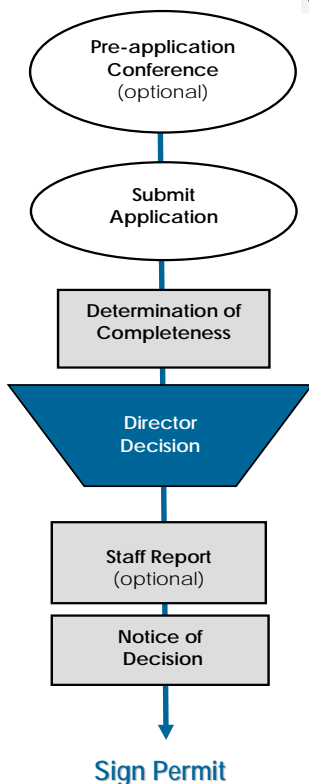 Pre-application
Conference
(optional)
Submit
Application
Determination of
Completeness
Director
Decision
Staff Report
(optional)
Notice of
Decision
Sign Permit